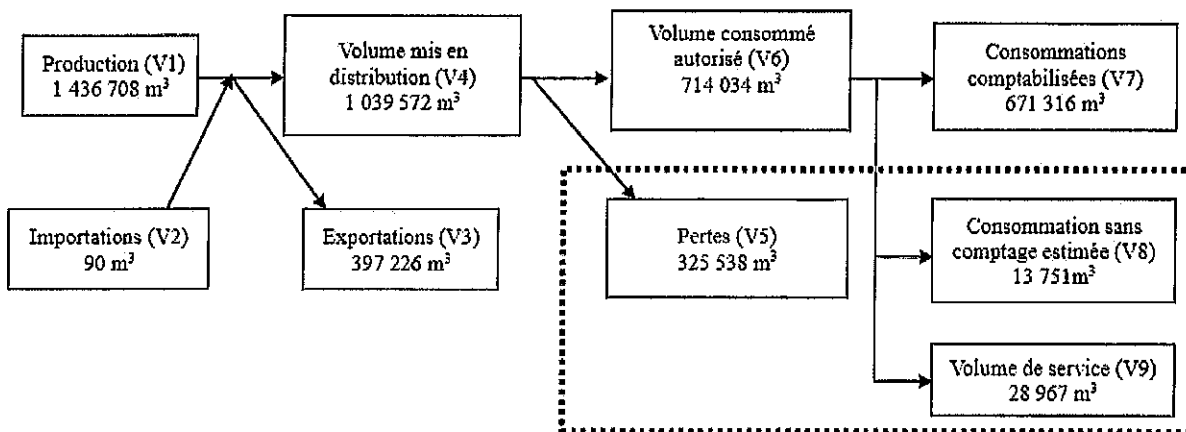 Production (V1)
1 436 708 m³
Volume mis en
distribution (V4)
1 039 572 m³
Volume consommé
autorisé (V6)
714 034 m³
Consommations
comptabilisées (V7)
671 316 m³
Importations (V2)
90 m³
Exportations (V3)
397 226 m³
Pertes (V5)
325 538 m³
Consommation sans
comptage estimée (V8)
13 751m³
Volume de service (V9)
28 967 m³